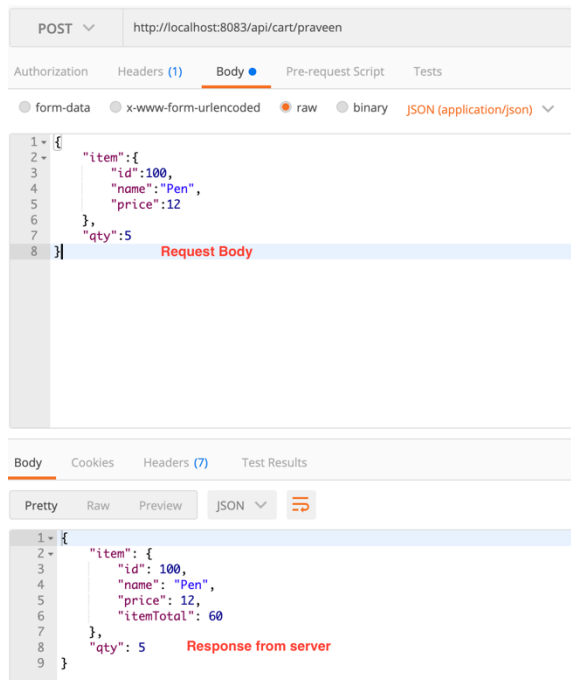 POST http://localhost:8083/api/cart/praveen
Authorization Headers (1) Body Pre-request Script Tests
form-data x-www-form-urlencoded raw binary JSON (application/json)
1 {
2 "item":{
3 "id":100,
4 "name":"Pen",
5 "price":12
6 },
7 "qty":5
8 } Request Body
Body Cookies Headers (7) Test Results
Pretty Raw Preview JSON
1 {
2 "item": {
3 "id": 100,
4 "name": "Pen",
5 "price": 12,
6 "itemTotal": 60
7 },
8 "qty": 5 Response from server
9 }